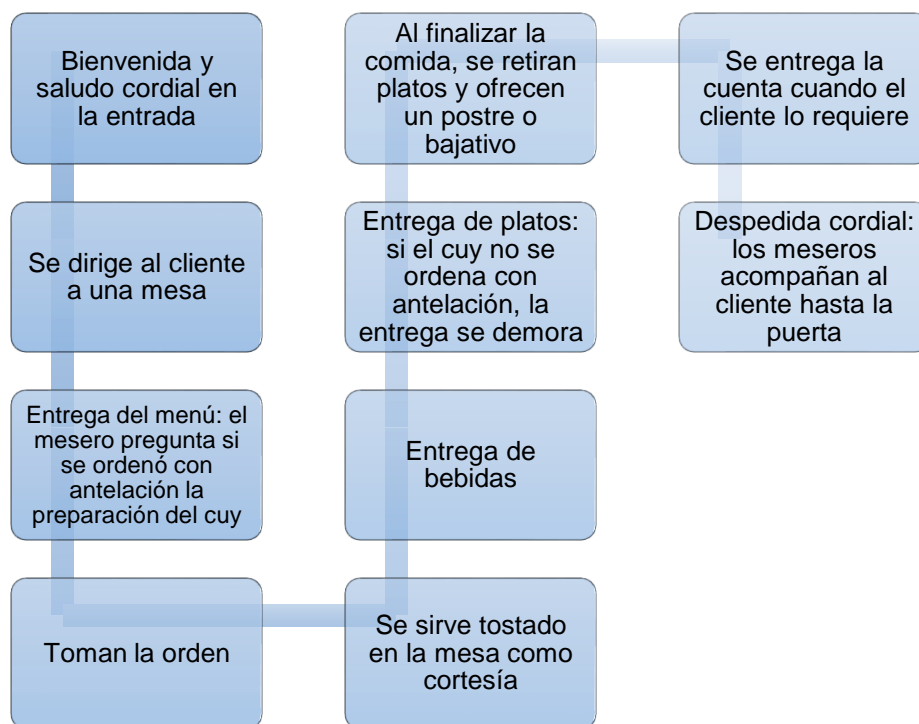 Bienvenida y
saludo cordial en
la entrada
Se dirige al cliente
a una mesa
Entrega del menú: el
mesero pregunta si
se ordenó con
antelación la
preparación del cuy
Toman la orden
Se sirve tostado
en la mesa como
cortesía
Entrega de
bebidas
Entrega de platos:
si el cuy no se
ordena con
antelación, la
entrega se demora
Al finalizar la
comida, se retiran
platos y ofrecen
un postre o
bajativo
Se entrega la
cuenta cuando el
cliente lo requiere
Despedida cordial:
los meseros
acompañan al
cliente hasta la
puerta